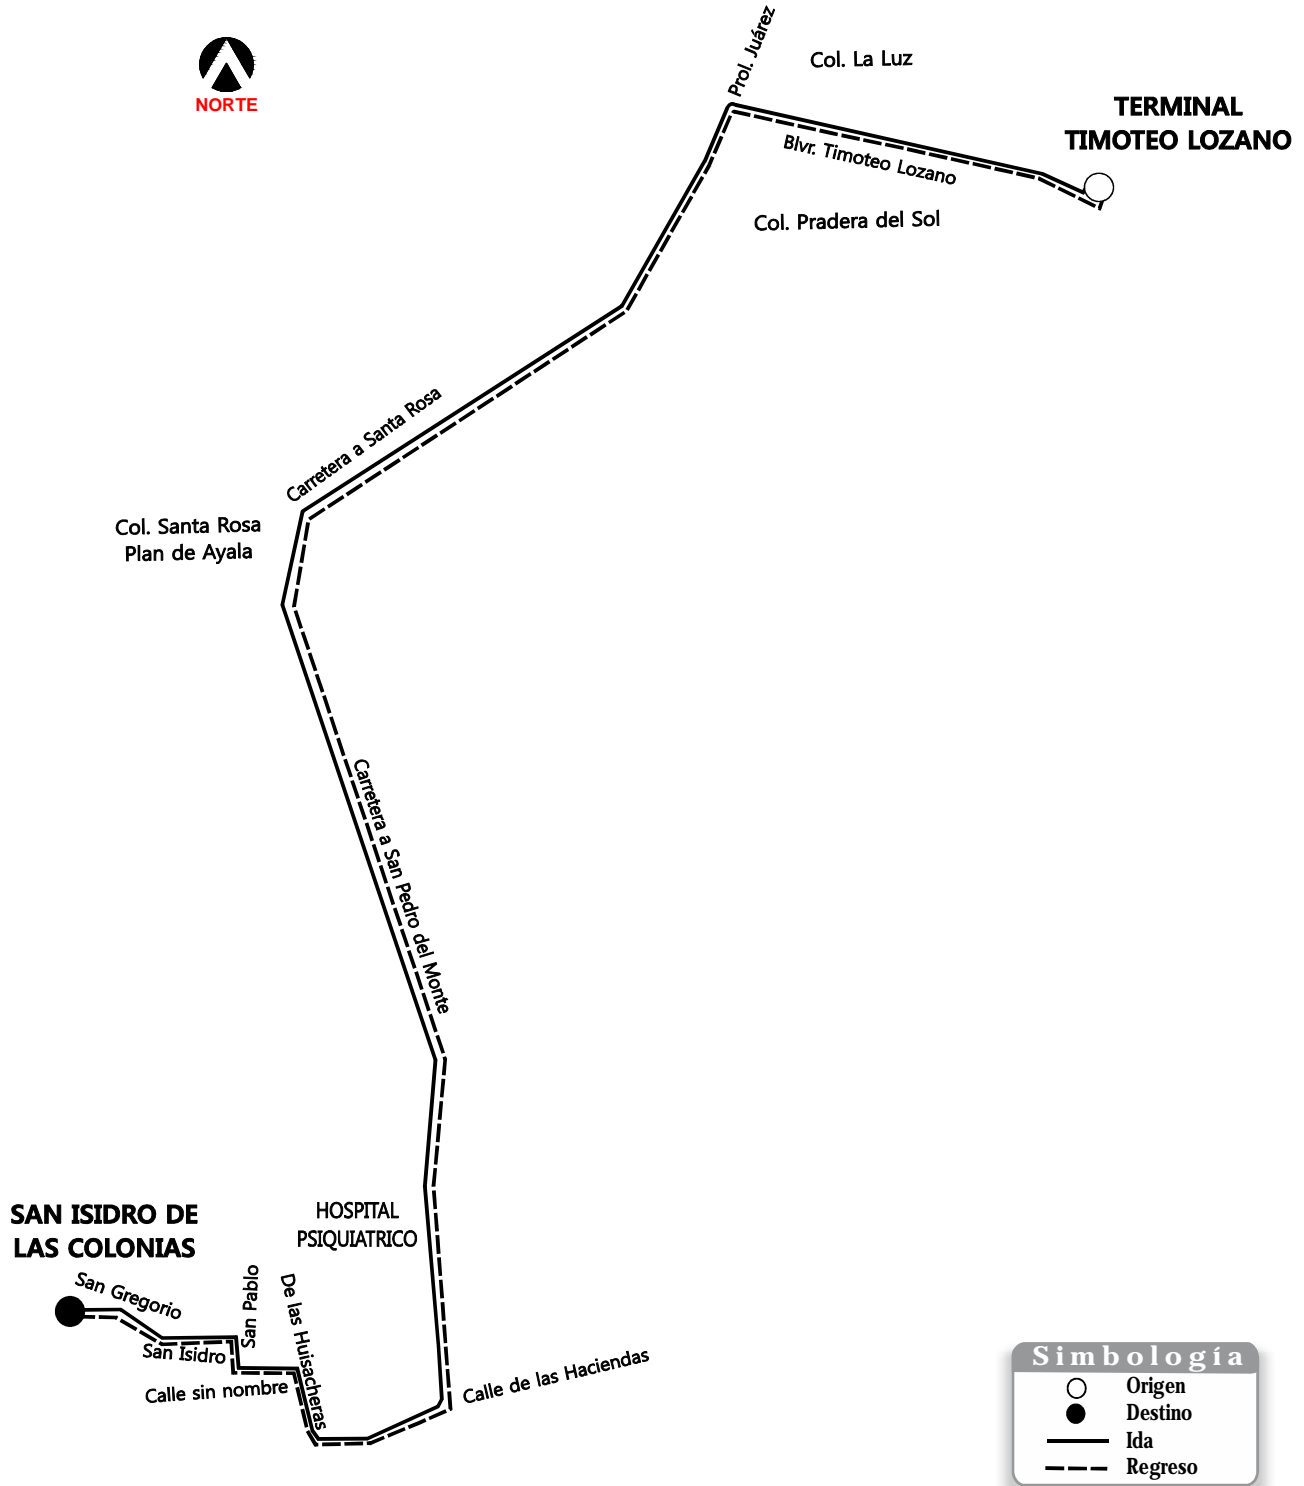 Prol. Juárez
Col. La Luz
NORTE
TERMINAL
TIMOTEO LOZANO
Blvr. Timoteo Lozano
Col. Pradera del Sol
Carretera a Santa Rosa
Col. Santa Rosa
Plan de Ayala
Carretera a San Pedro del Monte
SAN ISIDRO DE
LAS COLONIAS
HOSPITAL
PSIQUIATRICO
San Gregorio
San Pablo
De las Huisacheras
San Isidro
Calle sin nombre
Calle de las Haciendas
Simbología
Origen
Destino
Ida
Regreso